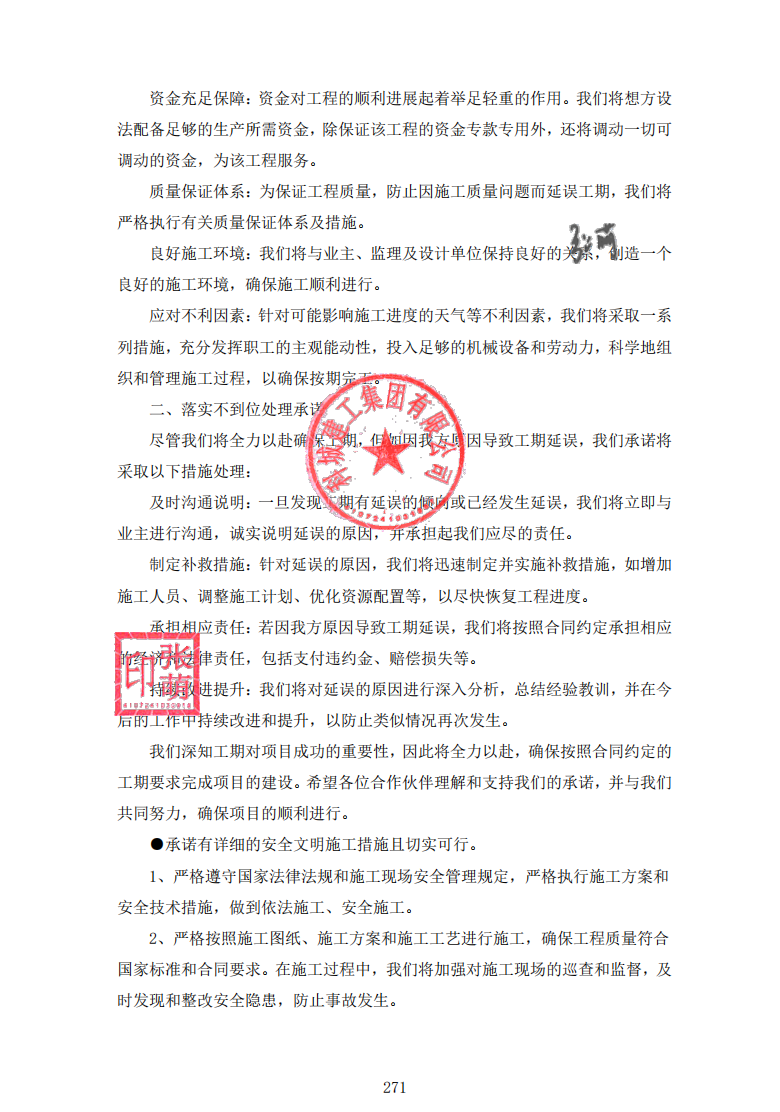 资金充足保障：资金对工程的顺利进展起着举足轻重的作用。我们将想方设
法配备足够的生产所需资金，除保证该工程的资金专款专用外，还将调动一切可
调动的资金，为该工程服务。
质量保证体系：为保证工程质量，防止因施工质量问题而延误工期，我们将
严格执行有关质量保证体系及措施。
良好施工环境：我们将与业主、监理及设计单位保持良好的关系，创造一个
良好的施工环境，确保施工顺利进行。
应对不利因素：针对可能影响施工进度的天气等不利因素，我们将采取一系
列措施，充分发挥职工的主观能动性，投入足够的机械设备和劳动力，科学地组
织和管理施工过程，以确保按期完工。
二、落实不到位处理承诺
尽管我们将全力以赴确保工期，但如因我方原因导致工期延误，我们承诺将
采取以下措施处理：
及时沟通说明：一旦发现工期有延误的倾向或已经发生延误，我们将立即与
业主进行沟通，诚实说明延误的原因，并承担起我们应尽的责任。
制定补救措施：针对延误的原因，我们将迅速制定并实施补救措施，如增加
施工人员、调整施工计划、优化资源配置等，以尽快恢复工程进度。
承担相应责任：若因我方原因导致工期延误，我们将按照合同约定承担相应
的经济和法律责任，包括支付违约金、赔偿损失等。
持续改进提升：我们将对延误的原因进行深入分析，总结经验教训，并在今
后的工作中持续改进和提升，以防止类似情况再次发生。
我们深知工期对项目成功的重要性，因此将全力以赴，确保按照合同约定的
工期要求完成项目的建设。希望各位合作伙伴理解和支持我们的承诺，并与我们
共同努力，确保项目的顺利进行。
●承诺有详细的安全文明施工措施且切实可行。
1、严格遵守国家法律法规和施工现场安全管理规定，严格执行施工方案和
安全技术措施，做到依法施工、安全施工。
2、严格按照施工图纸、施工方案和施工工艺进行施工，确保工程质量符合
国家标准和合同要求。在施工过程中，我们将加强对施工现场的巡查和监督，及
时发现和整改安全隐患，防止事故发生。
城建工集团有限公司
张萌
印
4107241030018
271